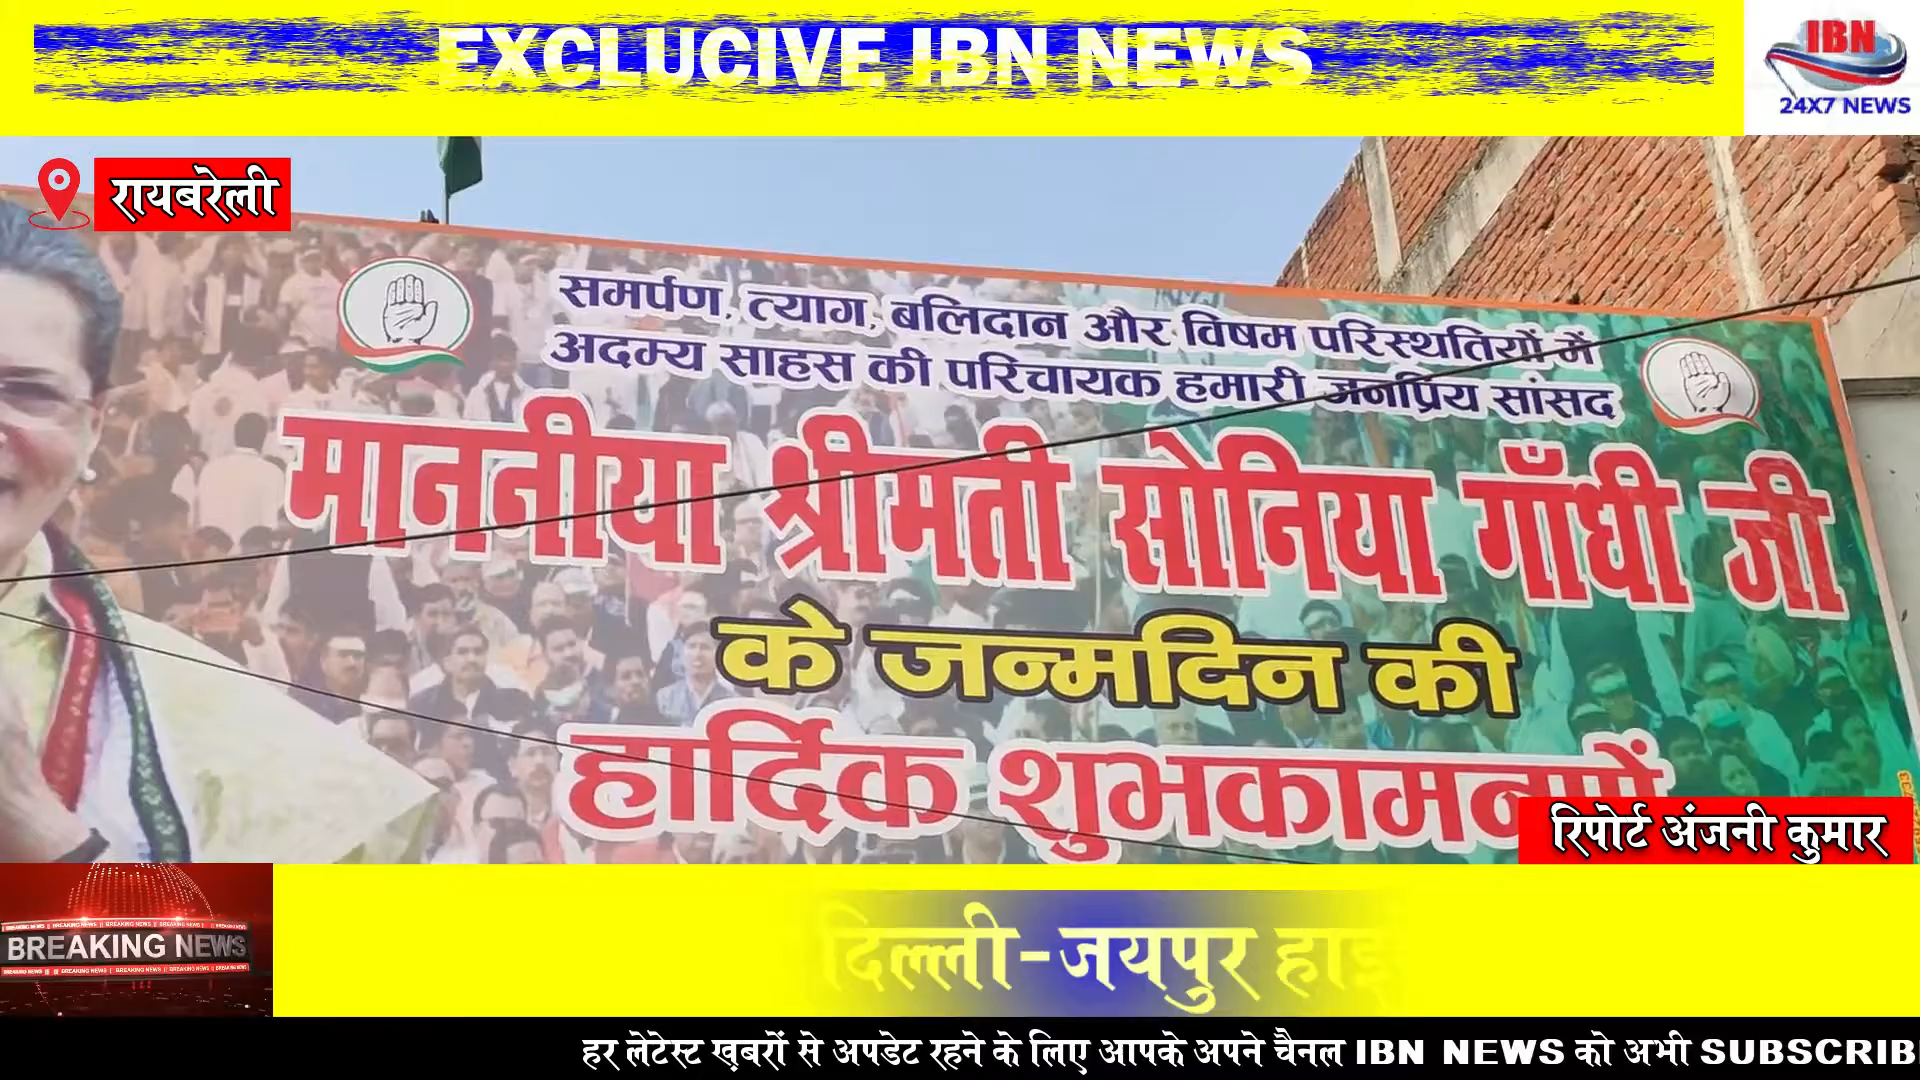 EXCLUCIVE IBN NEWS
IBN
24X7 NEWS
रायबरेली
समर्पण, त्याग, बलिदान और विषम परिस्थितियों में
अदम्य साहस की परिचायक हमारी जनप्रिय सांसद
माननीया श्रीमती सोनिया गाँधी जी
के जन्मदिन की
हार्दिक शुभकामनाएें
रिपोर्ट अंजनी कुमार
BREAKING NEWS
दिल्ली-जयपुर
हर लेटेस्ट ख़बरों से अपडेट रहने के लिए आपके अपने चैनल IBN NEWS को अभी SUBSCRIB